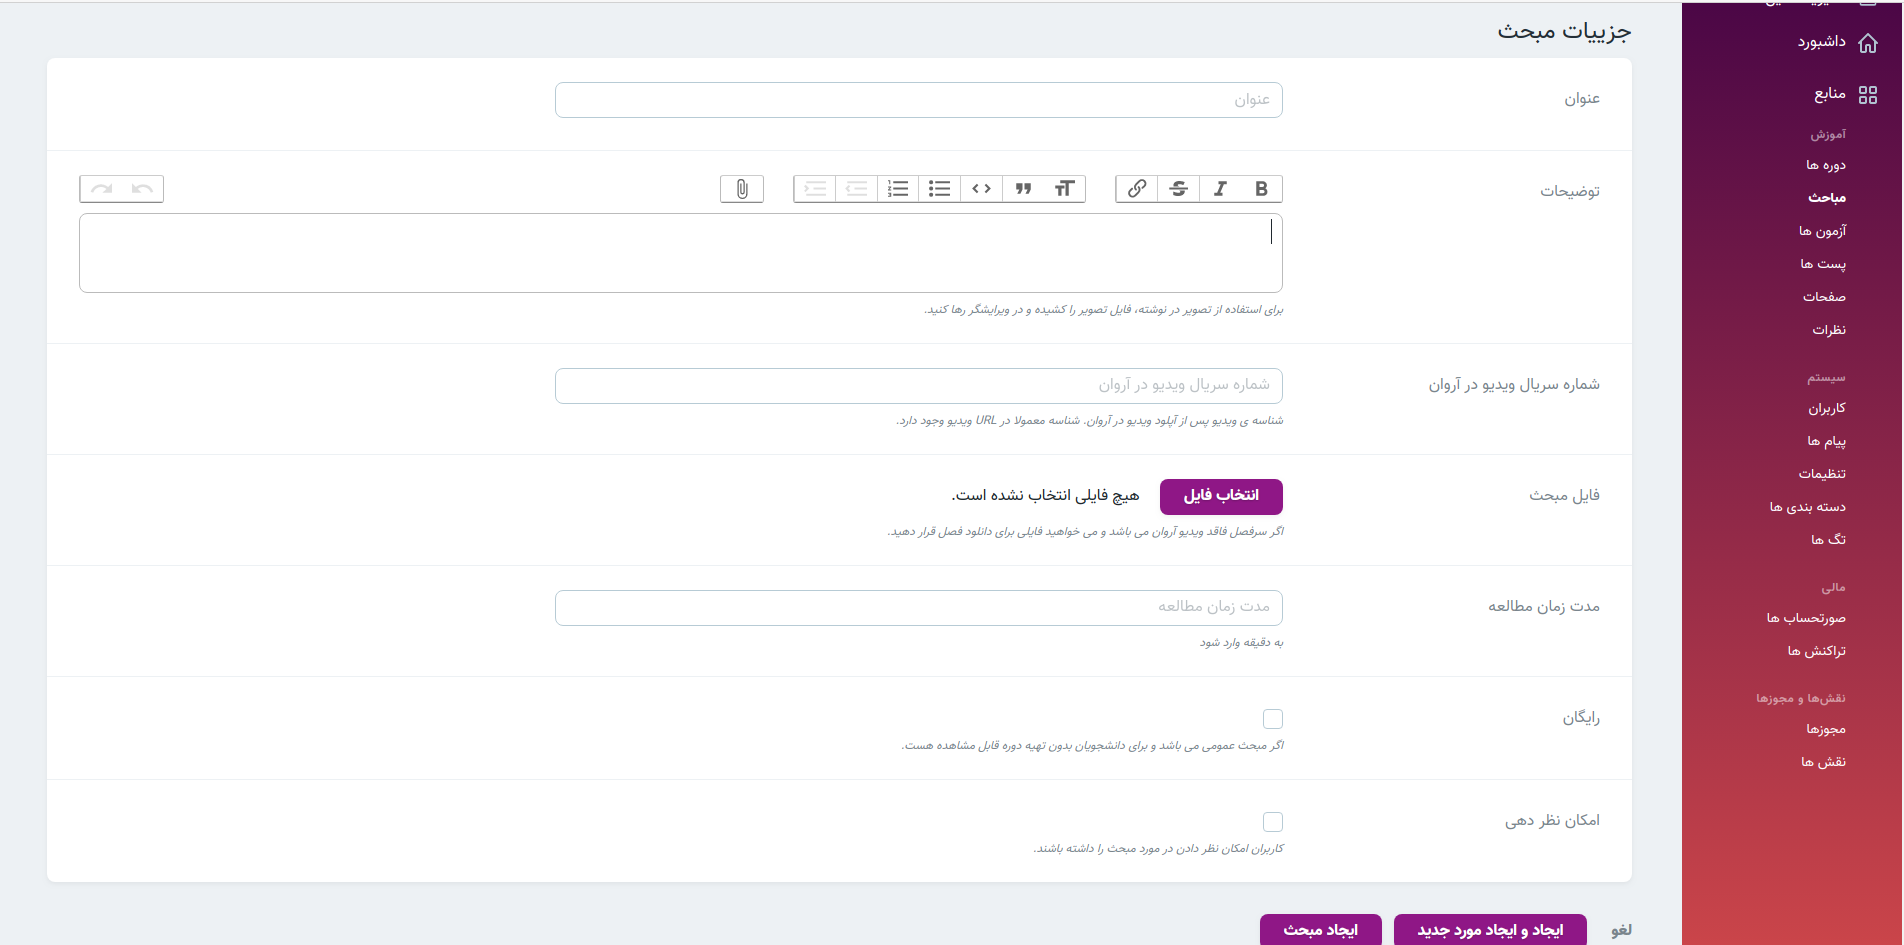 داشبورد
منابع
آموزش
دوره ها
مباحث
آزمون ها
پست ها
صفحات
نظرات
سیستم
کاربران
پیام ها
تنظیمات
دسته بندی ها
تگ ها
مالی
صورتحساب ها
تراکنش ها
نقش‌ها و مجوزها
مجوزها
نقش ها
جزییات مبحث
عنوان
عنوان
توضیحات
B I S
برای استفاده از تصویر در نوشته، فایل تصویر را کشیده و در ویرایشگر رها کنید.
شماره سریال ویدیو در آروان
شماره سریال ویدیو در آروان
شناسه ی ویدیو پس از آپلود ویدیو در آروان. شناسه معمولا در URL ویدیو وجود دارد.
فایل مبحث
انتخاب فایل هیچ فایلی انتخاب نشده است.
اگر سرفصل فاقد ویدیو آروان می باشد و می خواهید فایلی برای دانلود فصل قرار دهید.
مدت زمان مطالعه
مدت زمان مطالعه
به دقیقه وارد شود
رایگان
اگر مبحث عمومی می باشد و برای دانشجویان بدون تهیه دوره قابل مشاهده هست.
امکان نظر دهی
کاربران امکان نظر دادن در مورد مبحث را داشته باشند.
لغو ایجاد و ایجاد مورد جدید ایجاد مبحث